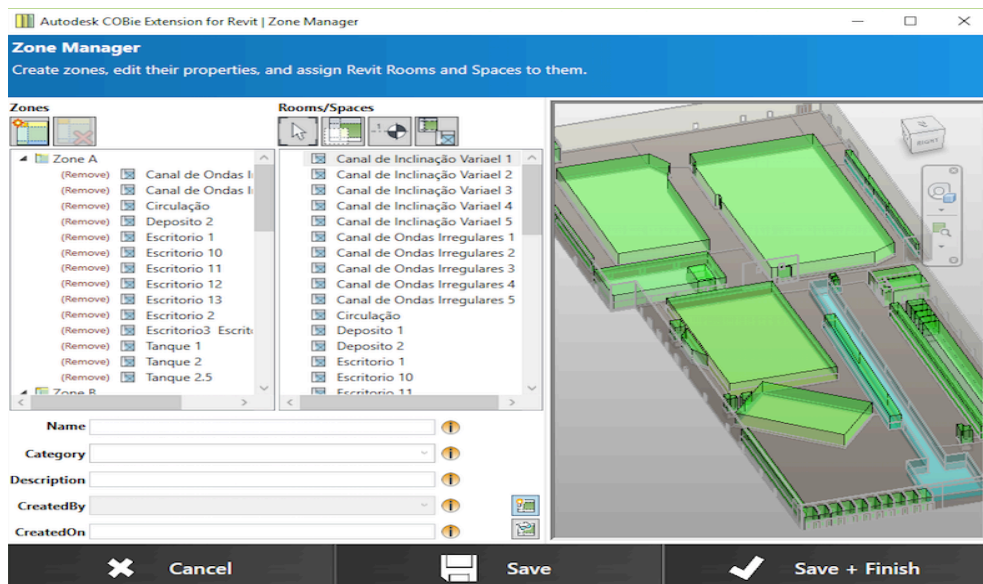 Autodesk COBie Extension for Revit | Zone Manager
Zone Manager
Create zones, edit their properties, and assign Revit Rooms and Spaces to them.
Zones
Zone A
(Remove) Canal de Ondas I
(Remove) Canal de Ondas I
(Remove) Circulação
(Remove) Deposito 2
(Remove) Escritorio 1
(Remove) Escritorio 10
(Remove) Escritorio 11
(Remove) Escritorio 12
(Remove) Escritorio 13
(Remove) Escritorio 2
(Remove) Escritorio3 Escrit
(Remove) Tanque 1
(Remove) Tanque 2
(Remove) Tanque 2.5
Zone B
Rooms/Spaces
Canal de Inclinação Variael 1
Canal de Inclinação Variael 2
Canal de Inclinação Variael 3
Canal de Inclinação Variael 4
Canal de Inclinação Variael 5
Canal de Ondas Irregulares 1
Canal de Ondas Irregulares 2
Canal de Ondas Irregulares 3
Canal de Ondas Irregulares 4
Canal de Ondas Irregulares 5
Circulação
Deposito 1
Deposito 2
Escritorio 1
Escritorio 10
Escritorio 11
RIGHT
Name
Category
Description
CreatedBy
CreatedOn
Cancel
Save
Save + Finish